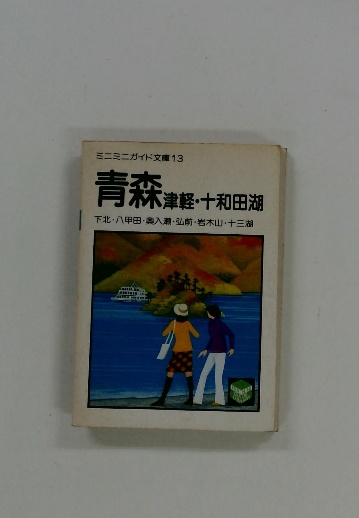 ミニミニガイド文庫13
青森津軽・十和田湖
下北・八甲田・奥入瀬・弘前・岩木山・十三湖